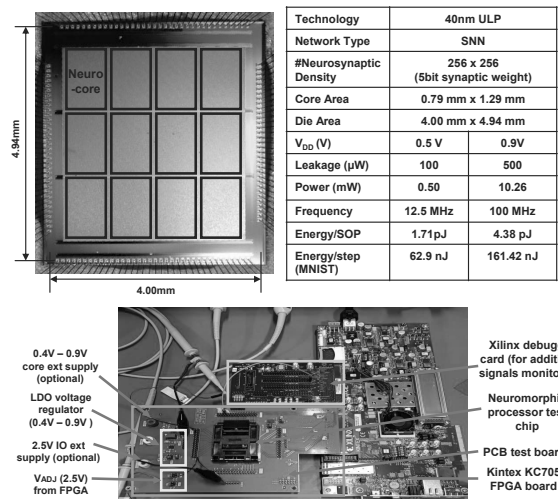 Neuro
-core
4.94mm
4.00mm
Technology 40nm ULP
Network Type SNN
#Neurosynaptic Density 256 x 256 (5bit synaptic weight)
Core Area 0.79 mm x 1.29 mm
Die Area 4.00 mm x 4.94 mm
VDD (V) 0.5 V 0.9V
Leakage (µW) 100 500
Power (mW) 0.50 10.26
Frequency 12.5 MHz 100 MHz
Energy/SOP 1.71pJ 4.38 pJ
Energy/step (MNIST) 62.9 nJ 161.42 nJ
0.4V – 0.9V
core ext supply
(optional)
LDO voltage
regulator
(0.4V – 0.9V )
2.5V IO ext
supply (optional)
VADJ (2.5V)
from FPGA
Xilinx debug
card (for addit
signals monito
Neuromorphi
processor tes
chip
PCB test boar
Kintex KC705
FPGA board